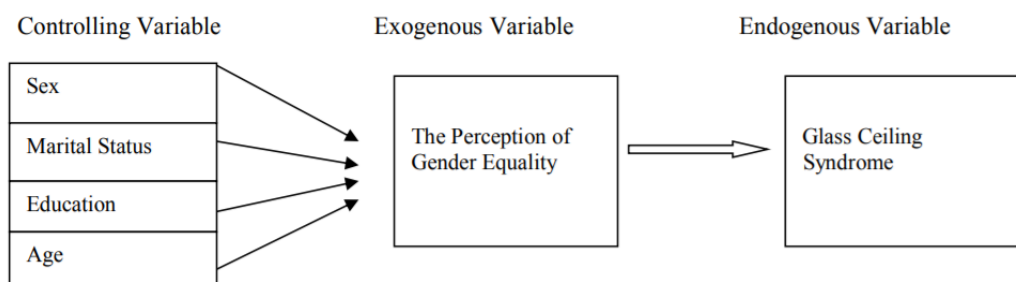 Controlling Variable
Exogenous Variable
Endogenous Variable
Sex
Marital Status
Education
Age
The Perception of
Gender Equality
Glass Ceiling
Syndrome